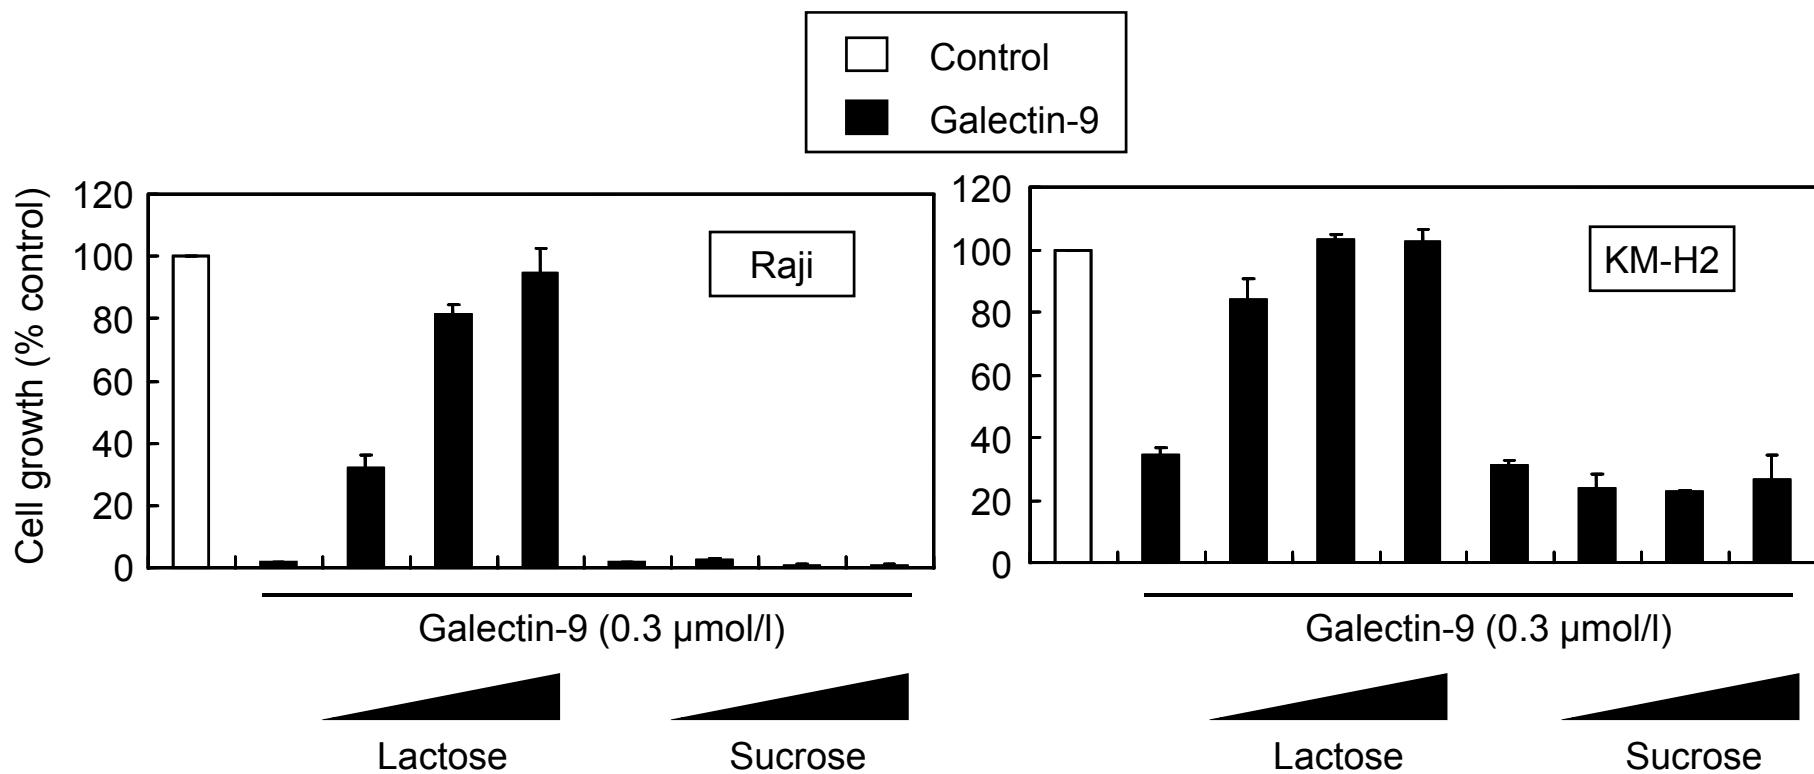 Control
Galectin-9
Cell growth (% control)
120
100
80
60
40
20
0
Raji
Galectin-9 (0.3 µmol/l)
Lactose
Sucrose
120
100
80
60
40
20
0
KM-H2
Galectin-9 (0.3 µmol/l)
Lactose
Sucrose